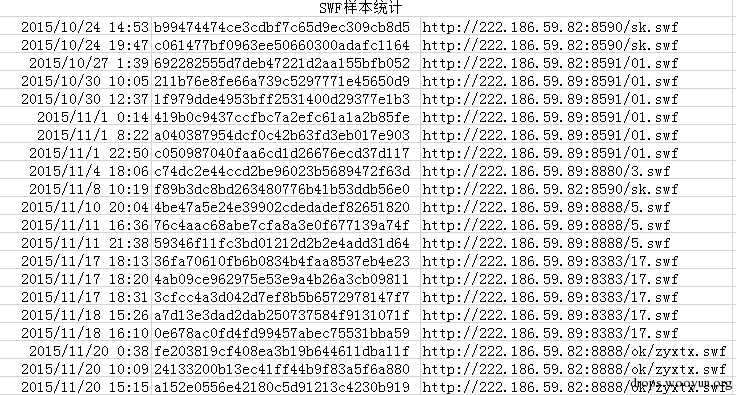 SWF样本统计
2015/10/24 14:53 b99474474ce3cdbf7c65d9ec309cb8d5 http://222.186.59.82:8590/sk.swf
2015/10/24 19:47 c061477bf0963ee50660300adafc1164 http://222.186.59.82:8590/sk.swf
2015/10/27 1:39 692282555d7deb47221d2aa155bfb052 http://222.186.59.82:8591/01.swf
2015/10/30 10:05 211b76e8fe66a739c5297771e45650d9 http://222.186.59.89:8591/01.swf
2015/10/30 12:37 1f979dde4953bff2531400d29377e1b3 http://222.186.59.89:8591/01.swf
2015/11/1 0:14 419b0c9437ccfbc7a2efc61a1a2b85fe http://222.186.59.89:8591/01.swf
2015/11/1 8:22 a040387954dcf0c42b63fd3eb017e903 http://222.186.59.89:8591/01.swf
2015/11/1 22:50 c050987040faa6cd1d26676ecd37d117 http://222.186.59.89:8591/01.swf
2015/11/4 18:06 c74dc2e44ccd2be96023b5689472f63d http://222.186.59.89:8880/3.swf
2015/11/8 10:19 f89b3dc8bd263480776b41b53ddb56e0 http://222.186.59.82:8590/sk.swf
2015/11/10 20:04 4be47a5e24e39902cdedadef82651820 http://222.186.59.89:8888/5.swf
2015/11/11 16:36 76c4aac68abe7cfa8a3e0f677139a74f http://222.186.59.89:8888/5.swf
2015/11/11 21:38 59346f11fc3bd01212d2b2e4add31d64 http://222.186.59.89:8888/5.swf
2015/11/17 18:13 36fa70610fb6b0834b4faa8537eb4e23 http://222.186.59.89:8383/17.swf
2015/11/17 18:20 4ab09ce962975e53e9a4b26a3cb09811 http://222.186.59.89:8383/17.swf
2015/11/17 18:31 3cfcc4a3d042d7ef8b5b6572978147f7 http://222.186.59.89:8383/17.swf
2015/11/18 15:26 a7d13e3dad2dab250737584f9131071f http://222.186.59.89:8383/17.swf
2015/11/18 16:10 0e678ac0fd4fd99457abec75531bba59 http://222.186.59.89:8383/17.swf
2015/11/20 0:38 fe203819cf408ea3b19b644611dba11f http://222.186.59.82:8888/ok/zyxtx.swf
2015/11/20 10:09 24133200b13ec41ff44b9f83a5f6a880 http://222.186.59.82:8888/ok/zyxtx.swf
2015/11/20 15:15 a152e0556e42180c5d91213c4230b919 http://222.186.59.82:8888/ok/zyxtx.swf
drops.wooyun.org